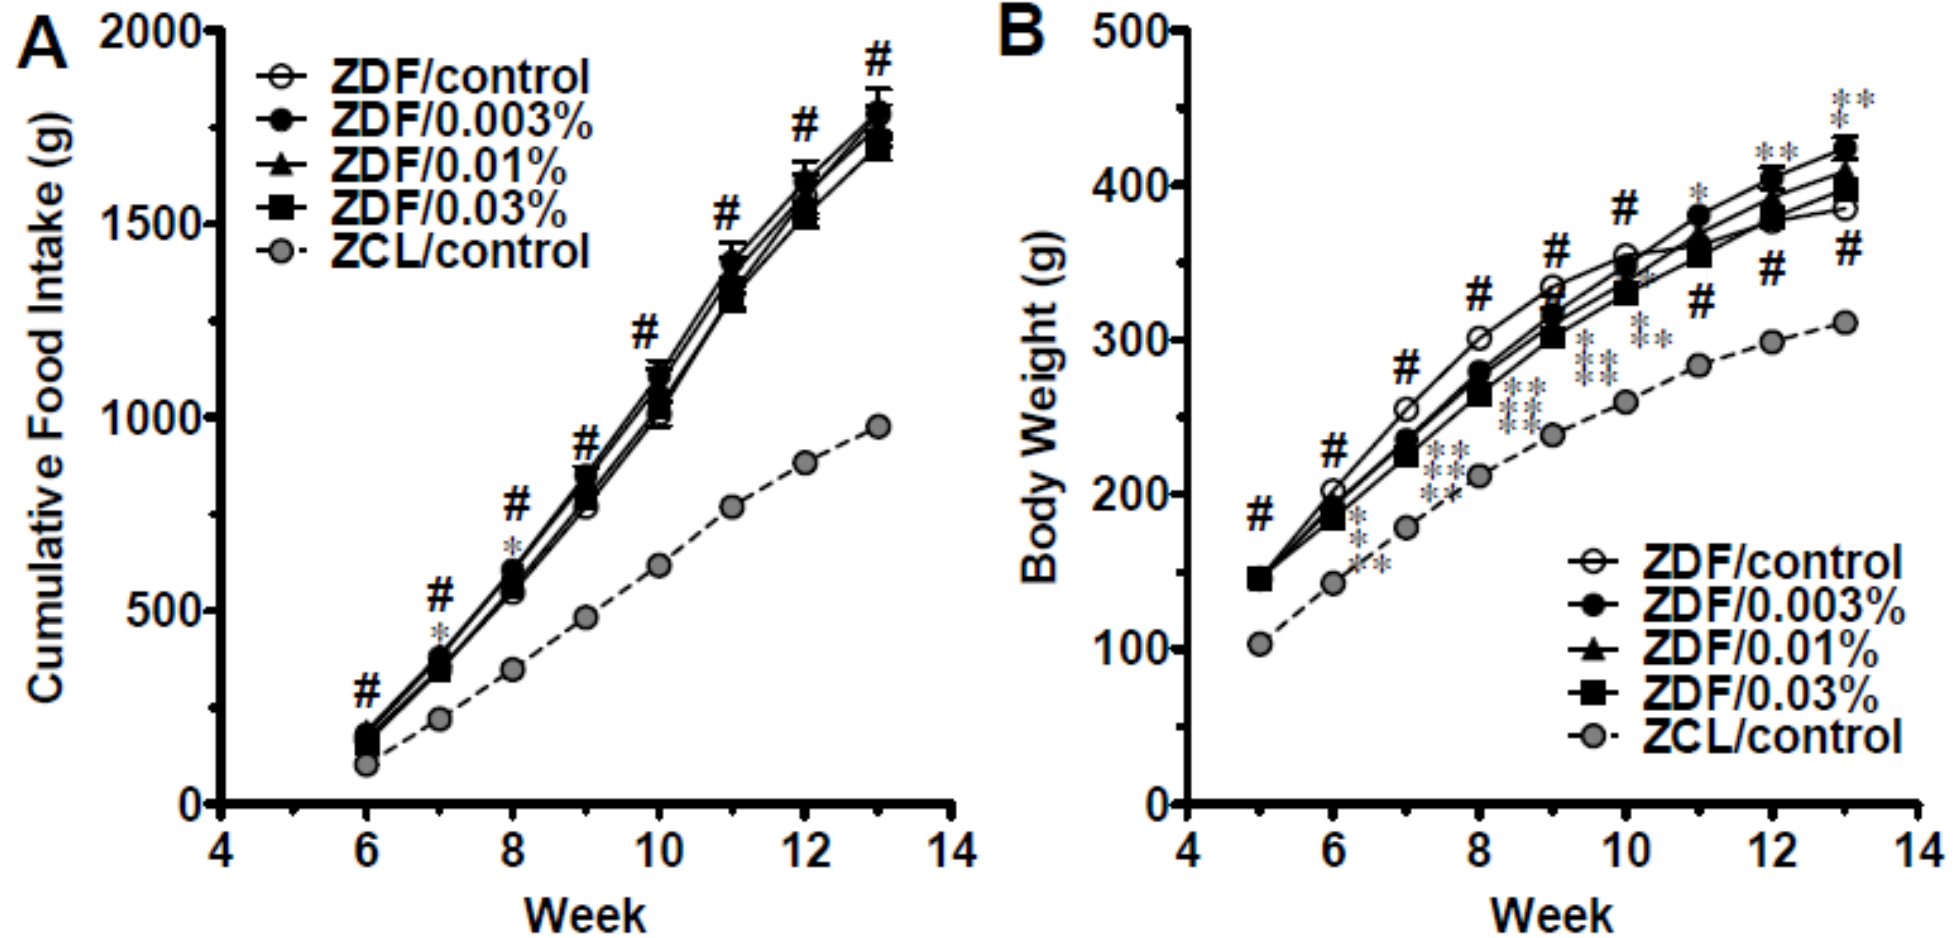 A
2000
1500
1000
500
0
Cumulative Food Intake (g)
ZDF/control
ZDF/0.003%
ZDF/0.01%
ZDF/0.03%
ZCL/control
# # # # # # # #
* *
4 6 8 10 12 14
Week
B
500
400
300
200
100
0
Body Weight (g)
# # # # # # # # #
*
*
*
**
**
**
**
**
**
**
*
**
**
*
*
**
*
**
**
*
ZDF/control
ZDF/0.003%
ZDF/0.01%
ZDF/0.03%
ZCL/control
4 6 8 10 12 14
Week